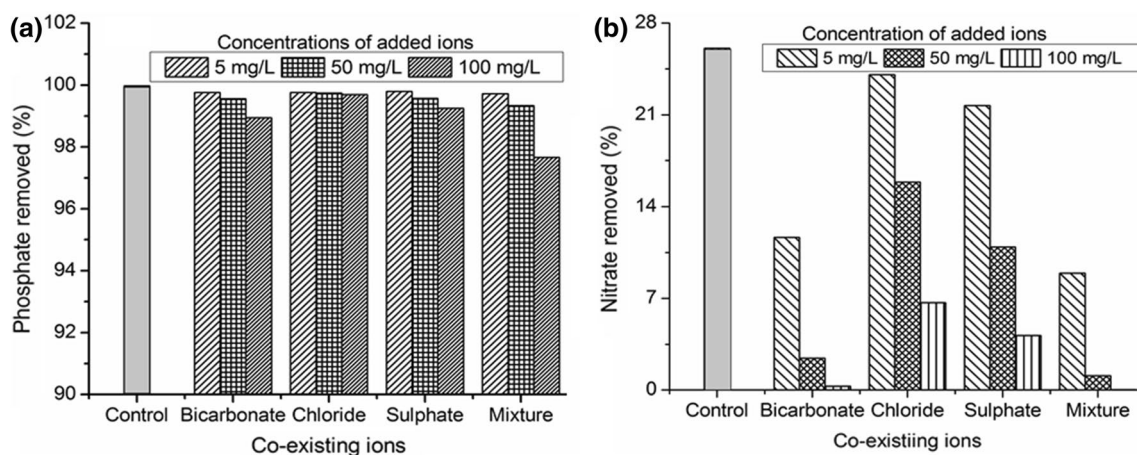 (a)
102
100
98
96
94
92
90
Phosphate removed (%)
Concentrations of added ions
5 mg/L 50 mg/L 100 mg/L
Control Bicarbonate Chloride Sulphate Mixture
Co-existing ions
(b)
28
21
14
7
0
Nitrate removed (%)
Concentration of added ions
5 mg/L 50 mg/L 100 mg/L
Control Bicarbonate Chloride Sulphate Mixture
Co-existiing ions